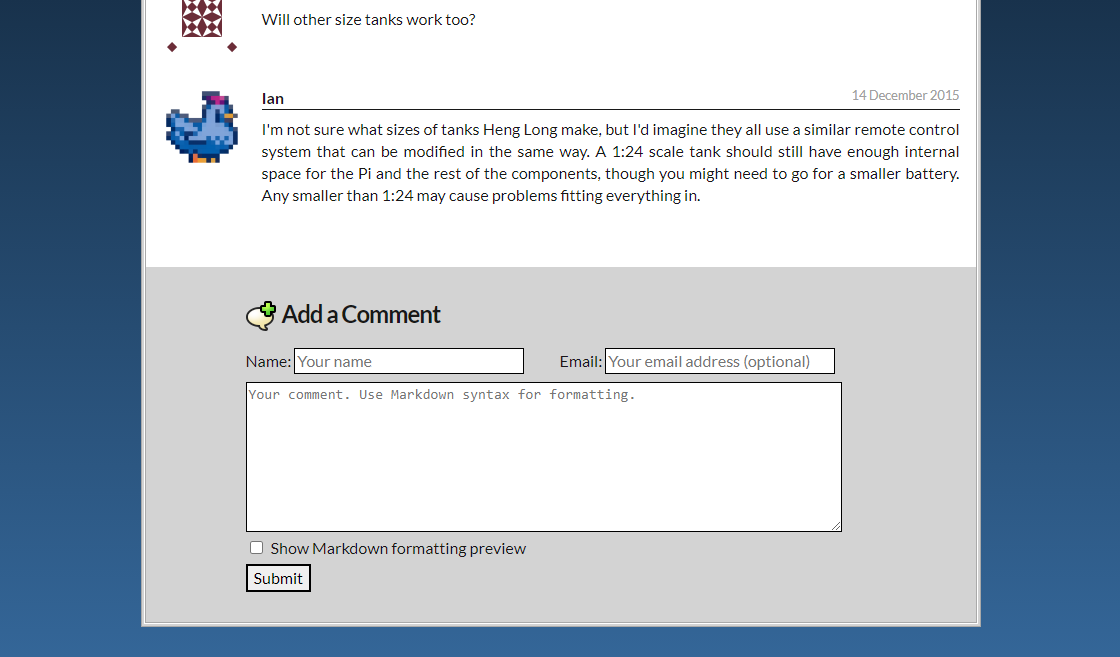 Will other size tanks work too?
Ian
14 December 2015
I'm not sure what sizes of tanks Heng Long make, but I'd imagine they all use a similar remote control
system that can be modified in the same way. A 1:24 scale tank should still have enough internal
space for the Pi and the rest of the components, though you might need to go for a smaller battery.
Any smaller than 1:24 may cause problems fitting everything in.
Add a Comment
Name: Your name
Email: Your email address (optional)
Your comment. Use Markdown syntax for formatting.
Show Markdown formatting preview
Submit